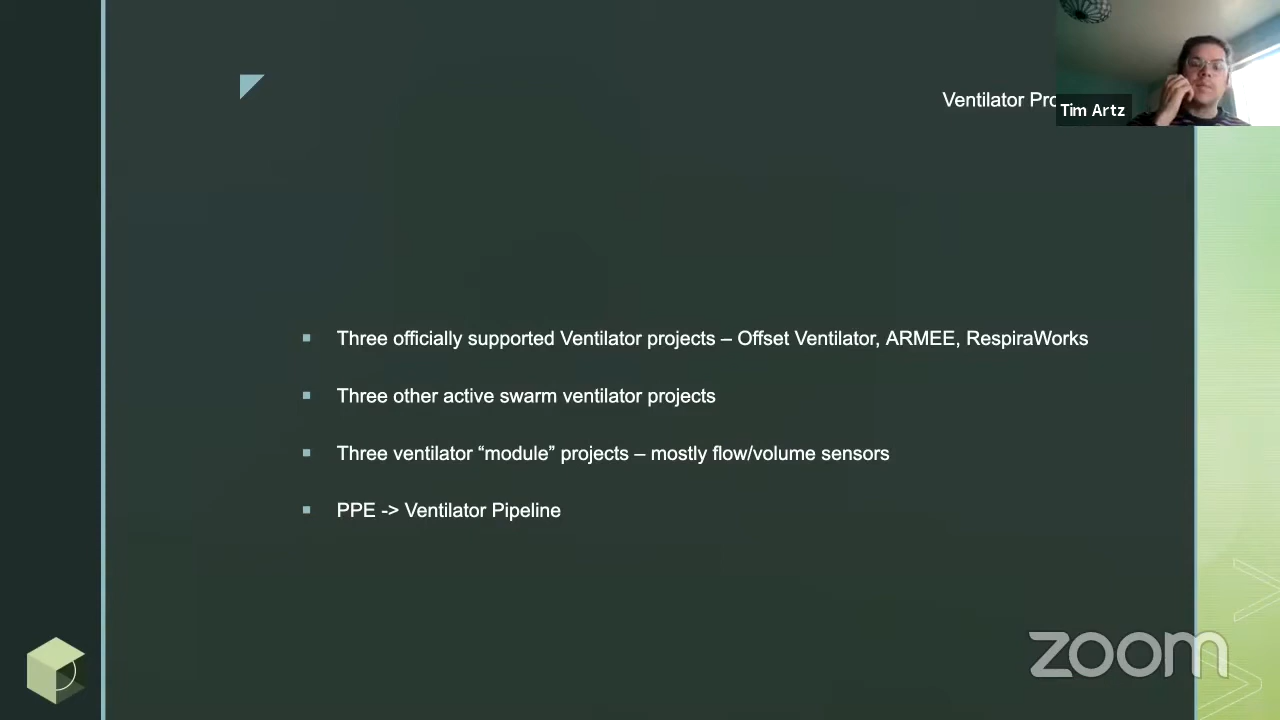 Ventilator Pro
Tim Artz
Three officially supported Ventilator projects – Offset Ventilator, ARMEE, RespiraWorks
Three other active swarm ventilator projects
Three ventilator “module” projects – mostly flow/volume sensors
PPE -> Ventilator Pipeline
zoom